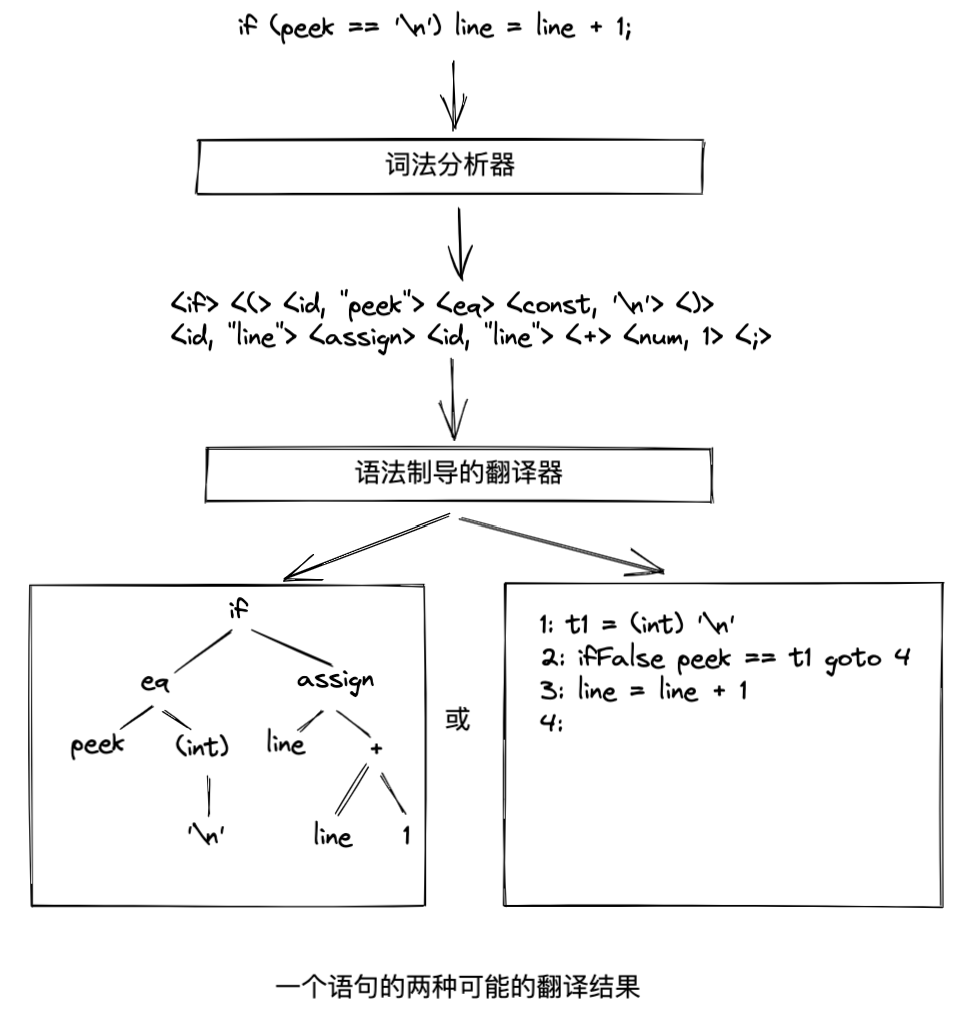 if (peek == '\n') line = line + 1;
词法分析器
<if> <(> <id, "peek"> <eq> <const, '\n'> <)>
<id, "line"> <assign> <id, "line"> <+> <num, 1> <;>
语法制导的翻译器
if
eq assign
peek (int) line +
'\n' line 1
或
1: t1 = (int) '\n'
2: ifFalse peek == t1 goto 4
3: line = line + 1
4:
一个语句的两种可能的翻译结果